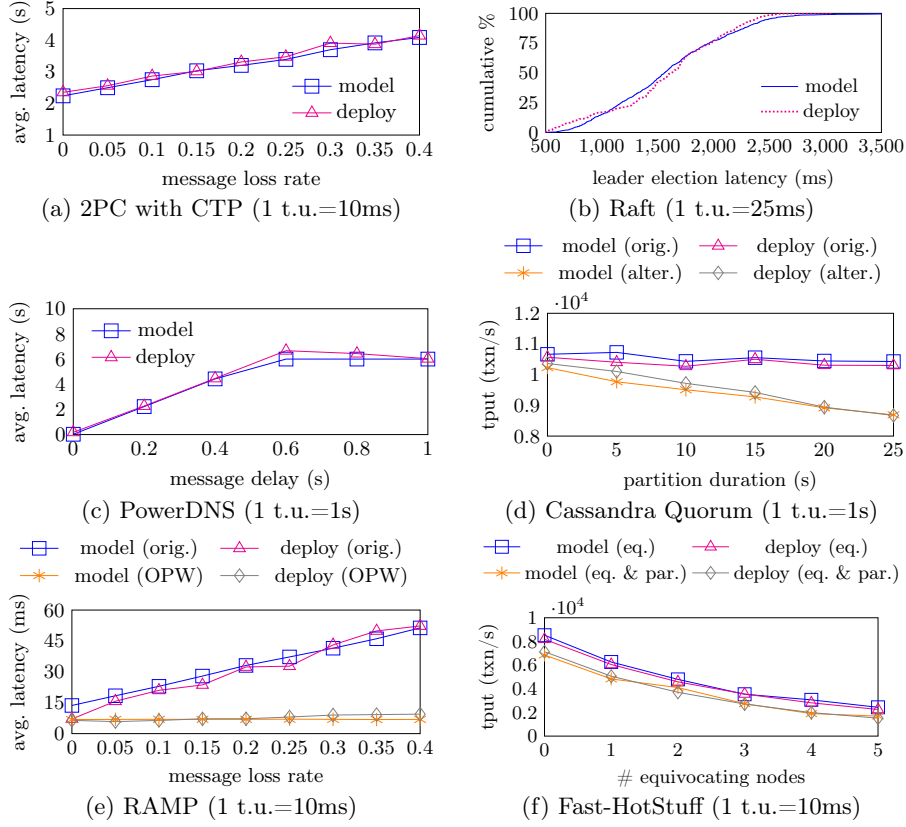 5
4
3
2
1
avg. latency (s)
model
deploy
0 0.05 0.1 0.15 0.2 0.25 0.3 0.35 0.4
message loss rate
(a) 2PC with CTP (1 t.u.=10ms)
100
75
50
25
0
cumulative %
model
deploy
500 1,000 1,500 2,000 2,500 3,000 3,500
leader election latency (ms)
(b) Raft (1 t.u.=25ms)
10
8
6
4
2
0
avg. latency (s)
model
deploy
0 0.2 0.4 0.6 0.8 1
message delay (s)
(c) PowerDNS (1 t.u.=1s)
model (orig.) deploy (orig.)
model (alter.) deploy (alter.)
·10⁴
1.2
1.1
1
0.9
0.8
tput (txn/s)
0 5 10 15 20 25
partition duration (s)
(d) Cassandra Quorum (1 t.u.=1s)
model (orig.) deploy (orig.)
model (OPW) deploy (OPW)
60
45
30
15
0
avg. latency (ms)
0 0.05 0.1 0.15 0.2 0.25 0.3 0.35 0.4
message loss rate
(e) RAMP (1 t.u.=10ms)
model (eq.) deploy (eq.)
model (eq. & par.) deploy (eq. & par.)
·10⁴
1
0.8
0.6
0.4
0.2
0
tput (txn/s)
0 1 2 3 4 5
# equivocating nodes
(f) Fast-HotStuff (1 t.u.=10ms)